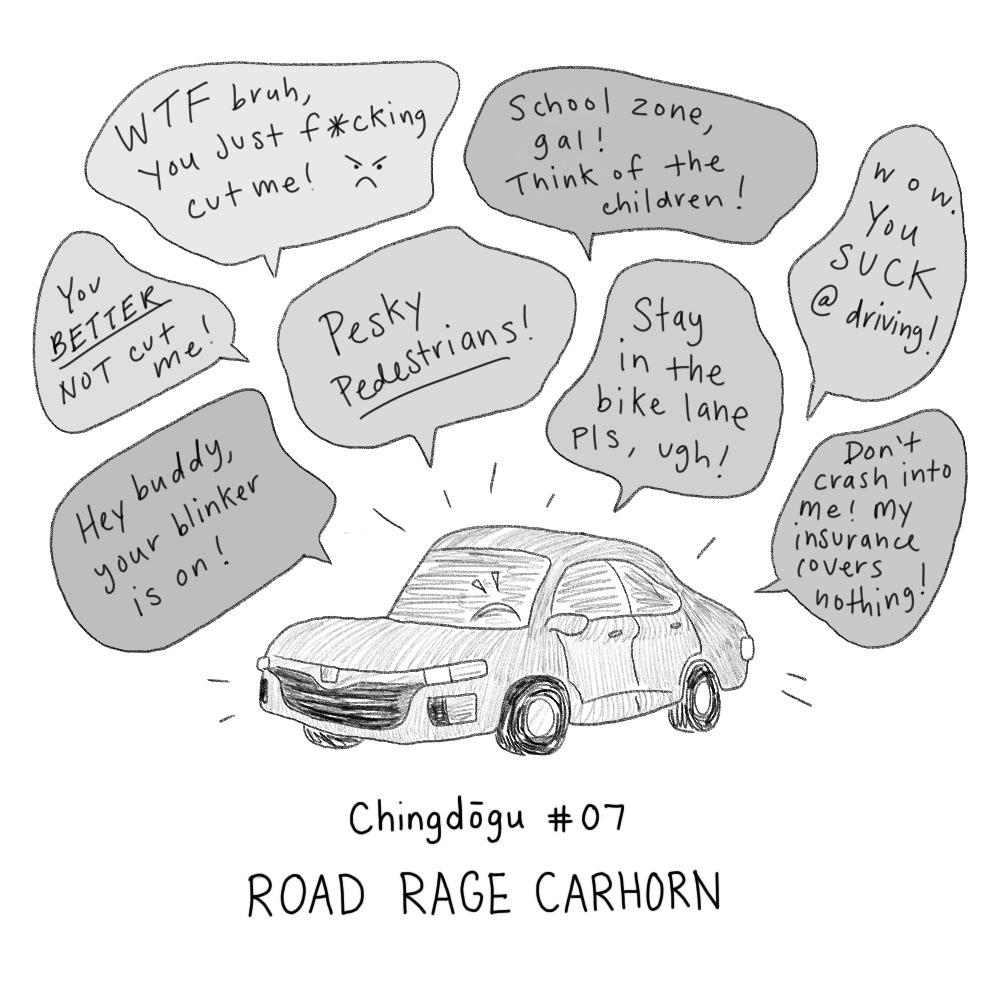 WTF bruh,
you just f*cking
cut me!
School zone,
gal!
Think of the
children!
wow.
You
SUCK
@ driving!
You
BETTER
NOT cut
me!
Pesky
Pedestrians!
Stay
in the
bike lane
pls, ugh!
Hey buddy,
your blinker
is on!
Don't
crash into
me! My
insurance
covers
nothing!
Chingdōgu #07
ROAD RAGE CARHORN